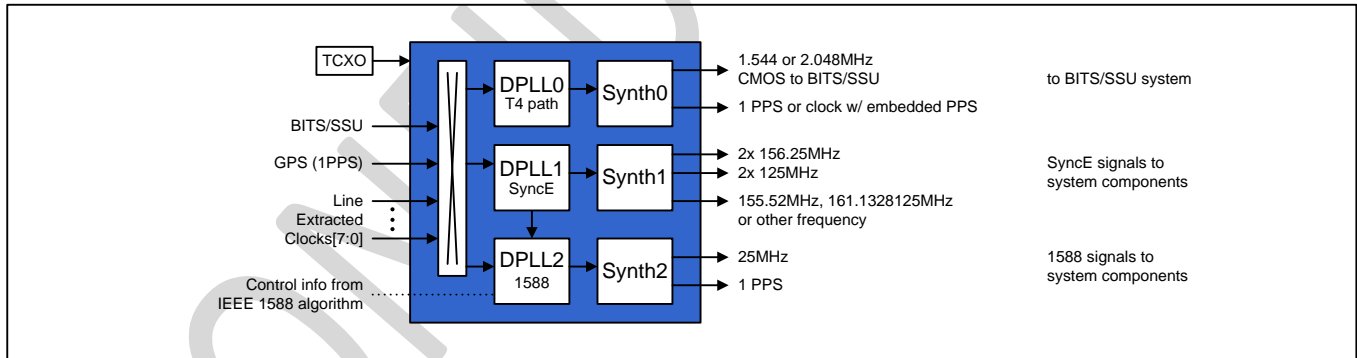 TCXO
BITS/SSU
GPS (1PPS)
Line
Extracted
Clocks[7:0]
Control info from
IEEE 1588 algorithm
DPLL0
T4 path
Synth0
DPLL1
SyncE
Synth1
DPLL2
1588
Synth2
1.544 or 2.048MHz
CMOS to BITS/SSU
1 PPS or clock w/ embedded PPS
2x 156.25MHz
2x 125MHz
155.52MHz, 161.1328125MHz
or other frequency
25MHz
1 PPS
to BITS/SSU system
SyncE signals to
system components
1588 signals to
system components